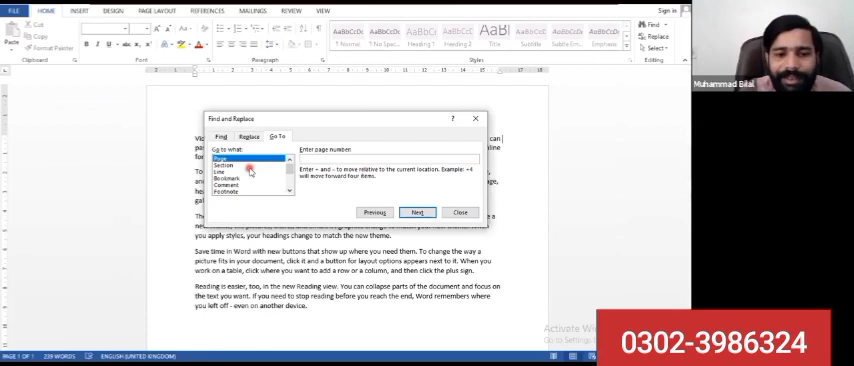 FILE HOME INSERT DESIGN PAGE LAYOUT REFERENCES MAILINGS REVIEW VIEW Sign in
Cut
Copy
Format Painter
Paste
Clipboard Font Paragraph Styles Editing
AaBbCcDc AaBbCcDc AaBbCc AaBbCcC AaBI AaBbCcC AaBbCcDc
¶ Normal ¶ No Spac... Heading 1 Heading 2 Title Subtitle Subtle Em... Emphasis
Find
Replace
Select
Muhammad Bilal
Find and Replace
Find Replace Go To
Go to what:
Page
Section
Line
Bookmark
Comment
Footnote
Enter page number:
Enter + and – to move relative to the current location. Example: +4
will move forward four items.
Previous Next Close
can
you apply styles, your headings change to match the new theme.
Save time in Word with new buttons that show up where you need them. To change the way a
picture fits in your document, click it and a button for layout options appears next to it. When you
work on a table, click where you want to add a row or a column, and then click the plus sign.
Reading is easier, too, in the new Reading view. You can collapse parts of the document and focus on
the text you want. If you need to stop reading before you reach the end, Word remembers where
you left off - even on another device.
Activate Wi
Go to Settings
0302-3986324
PAGE 1 OF 1 239 WORDS ENGLISH (UNITED KINGDOM)